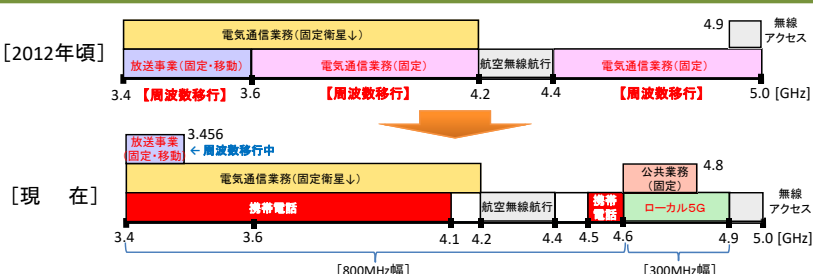 電気通信業務(固定衛星↓)
4.9
無線
アクセス
[2012年頃]
放送事業(固定・移動)
電気通信業務(固定)
航空無線航行
電気通信業務(固定)
3.4 【周波数移行】 3.6 【周波数移行】 4.2 4.4 【周波数移行】 5.0 [GHz]
放送事業
(固定・移動)
3.456
← 周波数移行中
電気通信業務(固定衛星↓)
公共業務
(固定)
4.8
[現 在]
携帯電話
航空無線航行
携帯
電話
ローカル5G
無線
アクセス
3.4 3.6 4.1 4.2 4.4 4.5 4.6 4.9 5.0 [GHz]
[800MHz幅] [300MHz幅]